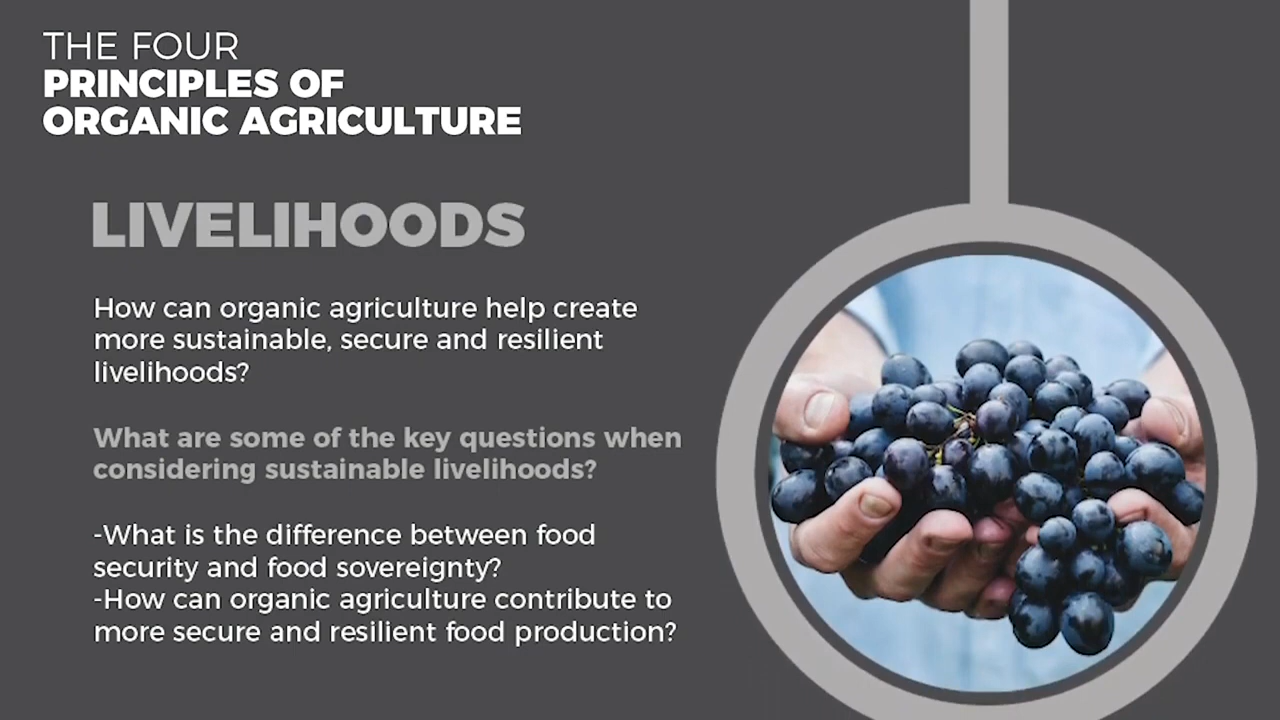 THE FOUR
PRINCIPLES OF
ORGANIC AGRICULTURE
LIVELIHOODS
How can organic agriculture help create
more sustainable, secure and resilient
livelihoods?
What are some of the key questions when
considering sustainable livelihoods?
-What is the difference between food
security and food sovereignty?
-How can organic agriculture contribute to
more secure and resilient food production?